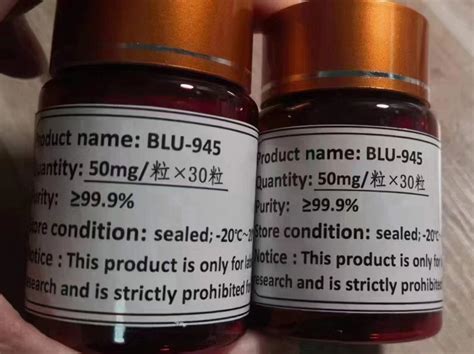 Product name: BLU-945
Quantity: 50mg/粒×30粒
Purity: ≥99.9%
Store condition: sealed;-20℃~
Notice : This product is only for
research and is strictly prohibited
Product name: BLU-945
Quantity: 50mg/粒×30粒
Purity: ≥99.9%
Store condition: sealed; -20℃~
Notice : This product is only for
research and is strictly prohibited